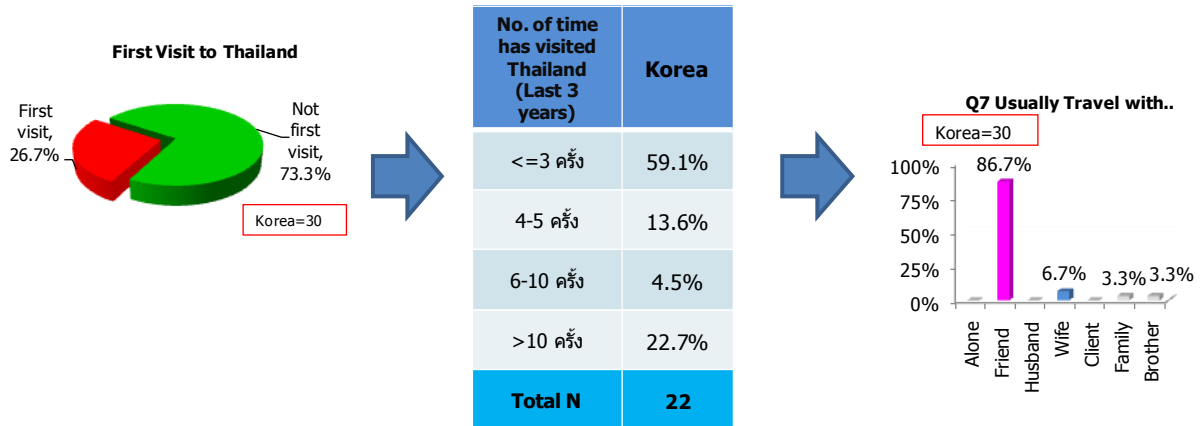 First Visit to Thailand
First
visit,
26.7%
Not
first
visit,
73.3%
Korea=30
No. of time
has visited
Thailand
(Last 3
years)
Korea
<=3 ครั้ง
59.1%
4-5 ครั้ง
13.6%
6-10 ครั้ง
4.5%
>10 ครั้ง
22.7%
Total N
22
Q7 Usually Travel with..
Korea=30
100%
75%
50%
25%
0%
86.7%
6.7%
3.3%
3.3%
Alone
Friend
Husband
Wife
Client
Family
Brother